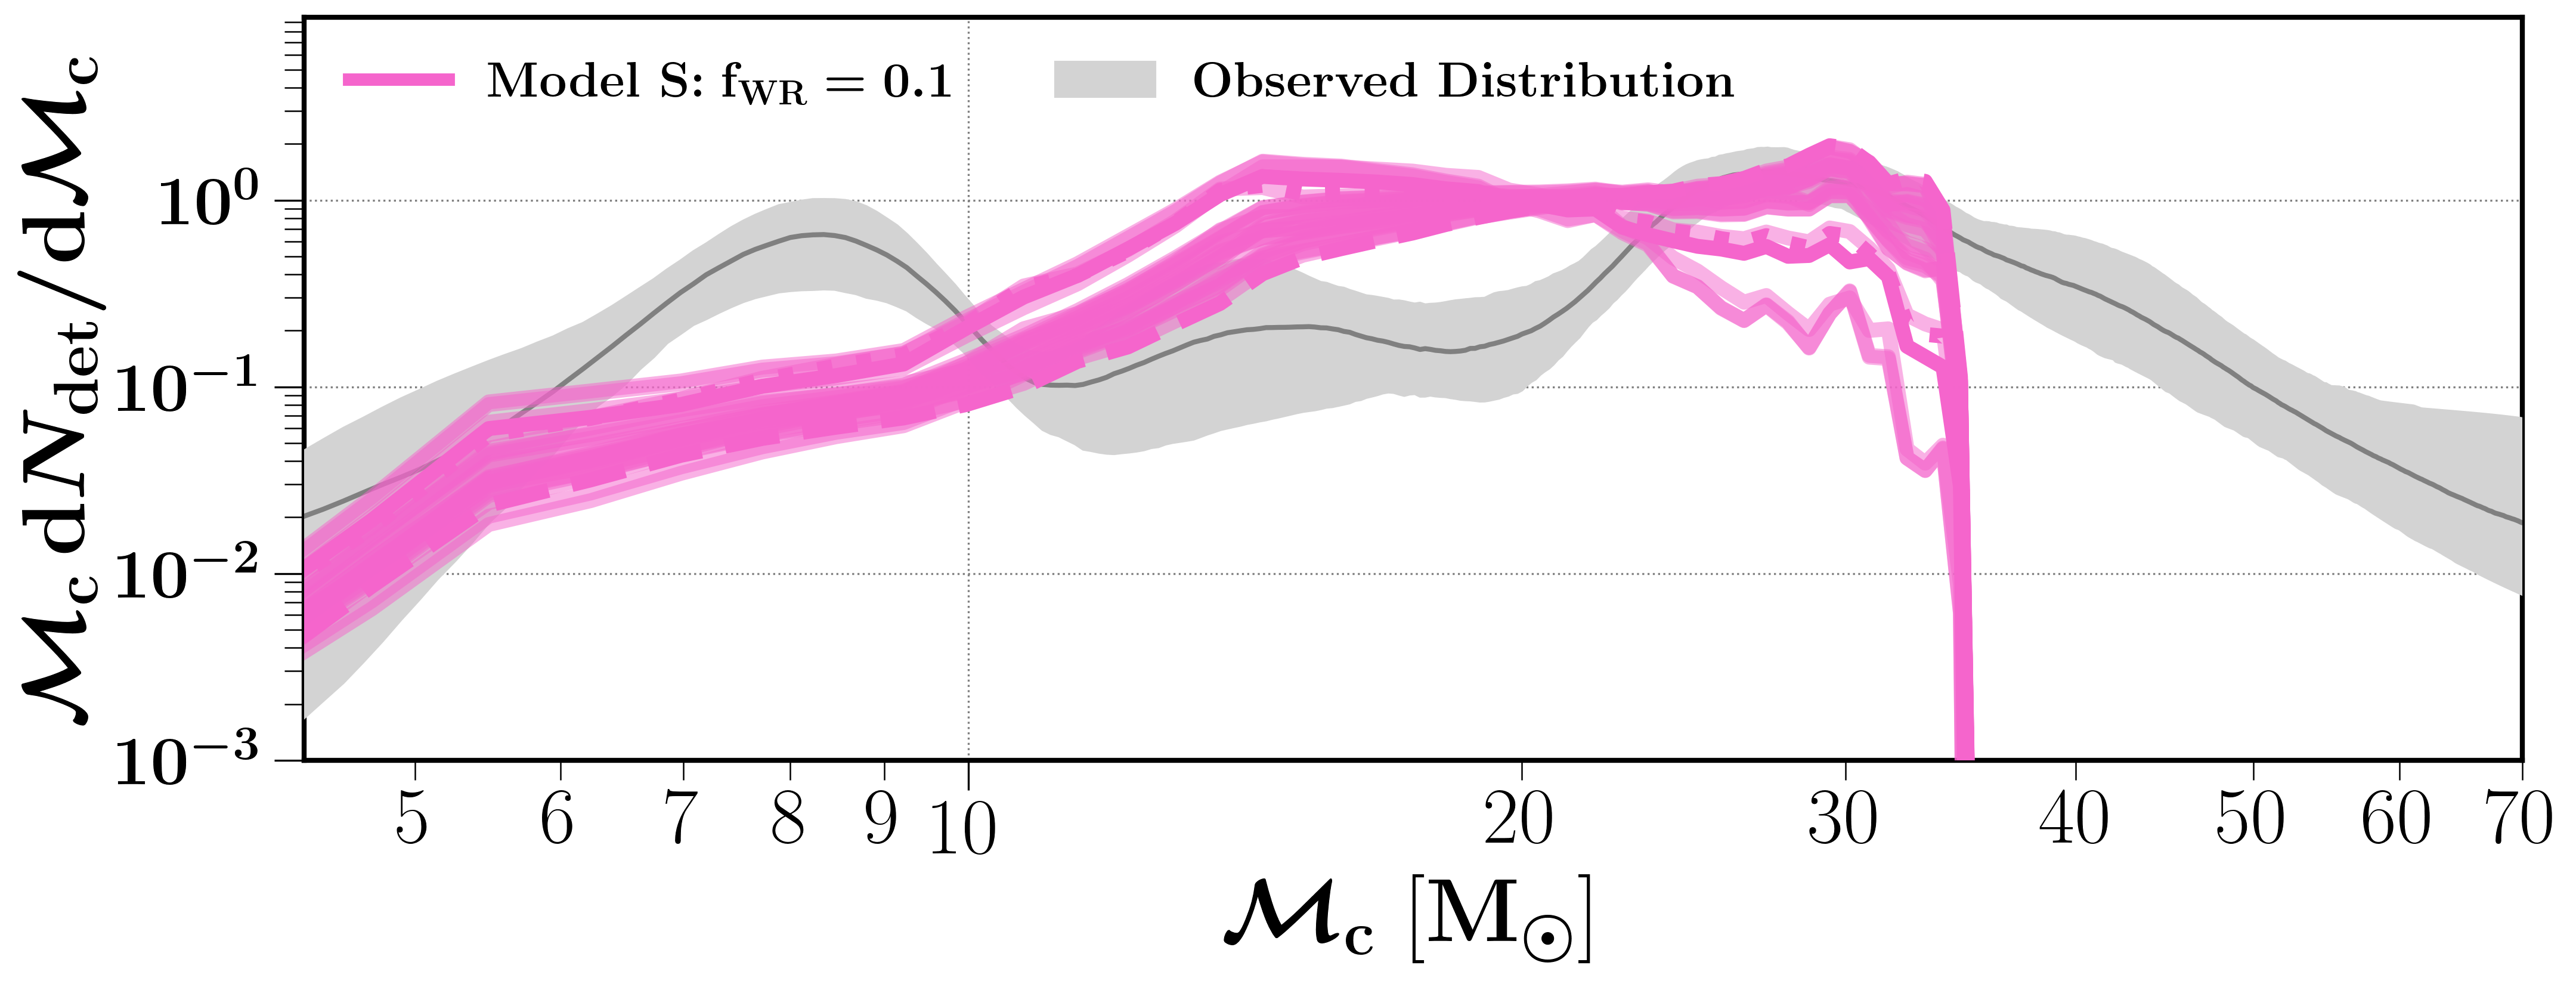 Model S: f_WR = 0.1
Observed Distribution
ℳ_c dN_det/dℳ_c
10^0
10^−1
10^−2
10^−3
5 6 7 8 9 10 20 30 40 50 60 70
ℳ_c [M_⊙]